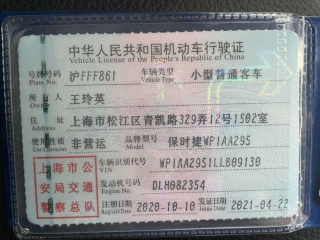 中华人民共和国机动车行驶证
Vehicle License of the People's Republic of China
号牌号码 Plate No. 沪FFF861 车辆类型 Vehicle Type 小型普通客车
所有人 Owner 王玲英
住址 Address 上海市松江区青凯路329弄12号1502室
使用性质 Use Character 非营运 品牌型号 Model 保时捷WP1AA295
上海市公安局交通警察总队
车辆识别代号 VIN WP1AA2951LLB09130
发动机号码 Engine No. DLH082354
注册日期 Register Date 2020-10-10 发证日期 Issue Date 2021-04-22